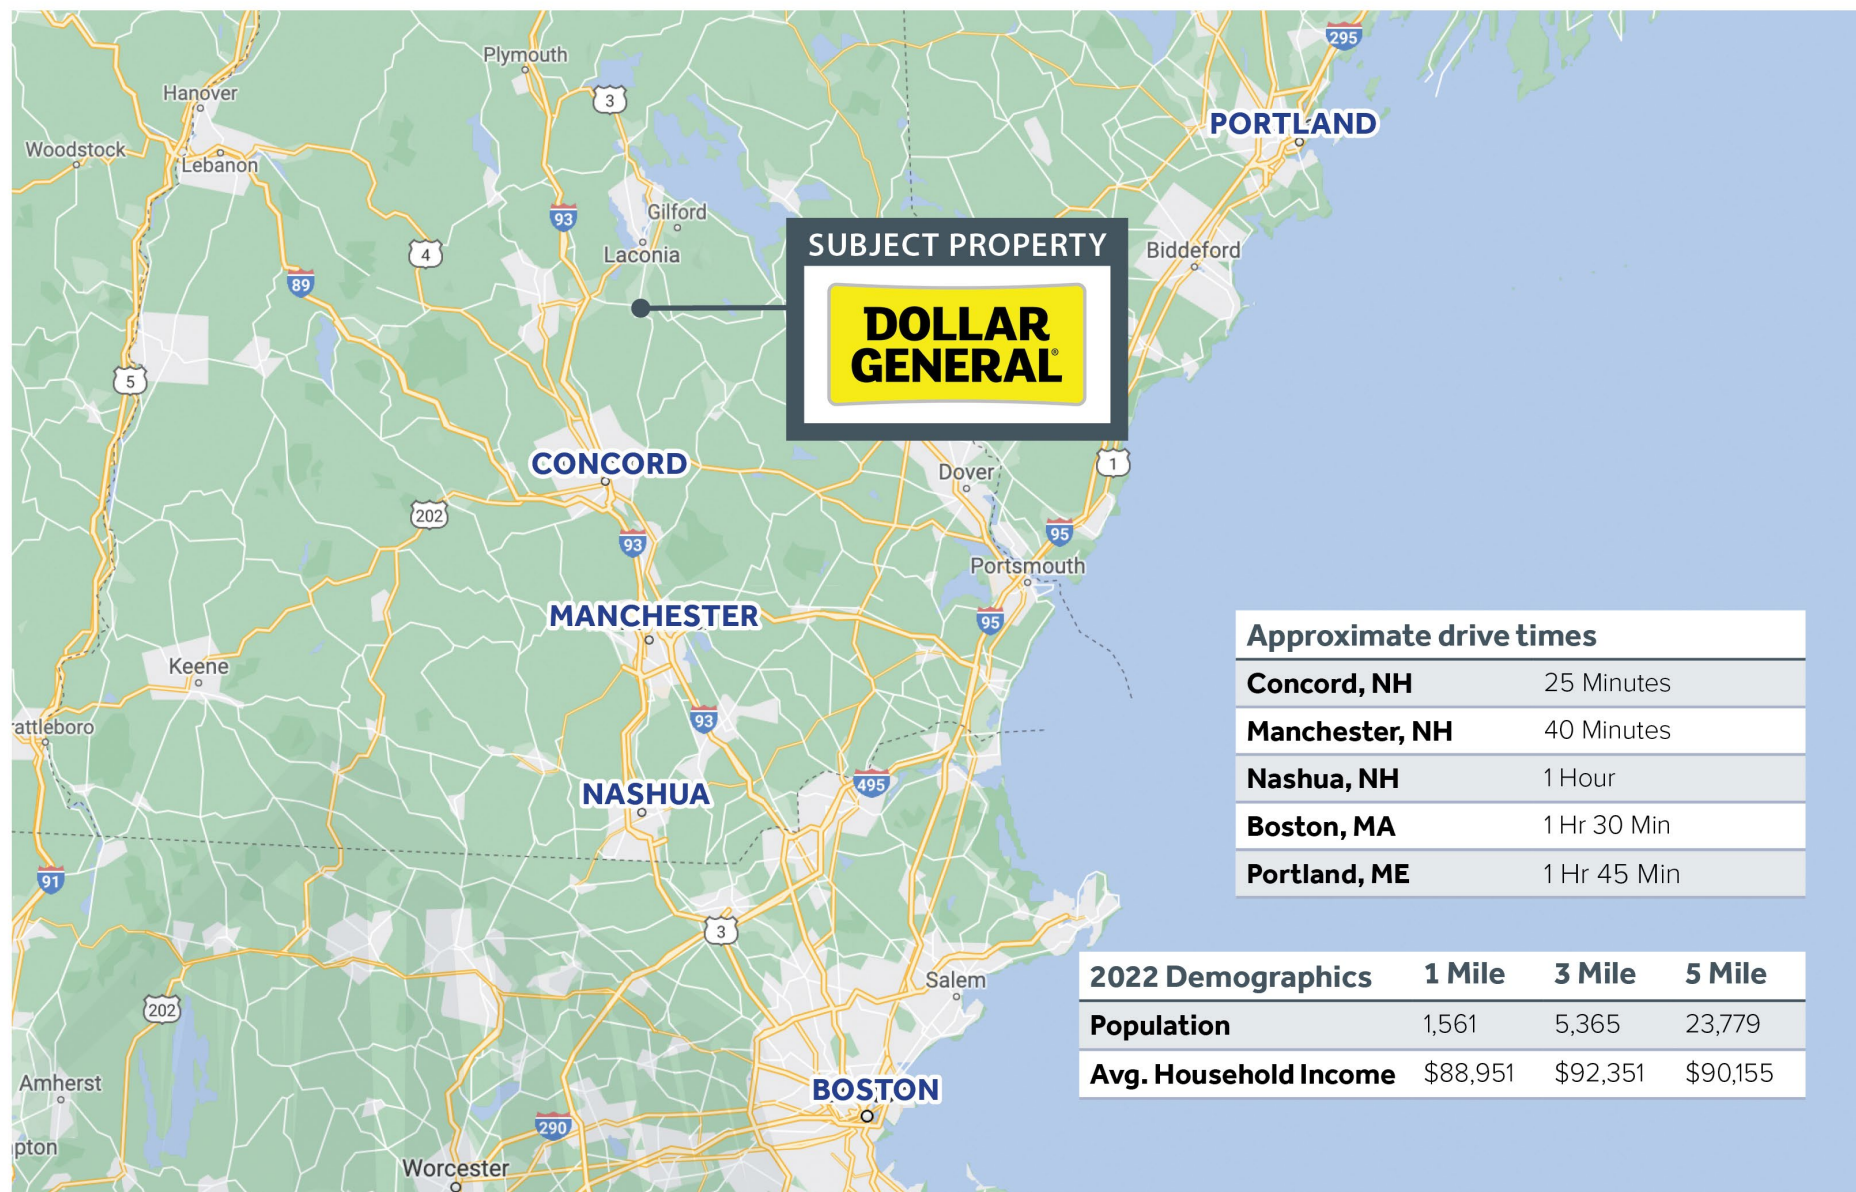 295
Plymouth
3
Hanover
PORTLAND
Woodstock
Lebanon
93
Gilford
4
Laconia
SUBJECT PROPERTY
Biddeford
89
DOLLAR
GENERAL®
5
CONCORD
1
Dover
202
93
95
Portsmouth
MANCHESTER
95
Keene
93
rattleboro
495
NASHUA
91
3
Salem
202
Amherst
BOSTON
290
pton
Worcester
Approximate drive times
Concord, NH 25 Minutes
Manchester, NH 40 Minutes
Nashua, NH 1 Hour
Boston, MA 1 Hr 30 Min
Portland, ME 1 Hr 45 Min
2022 Demographics 1 Mile 3 Mile 5 Mile
Population 1,561 5,365 23,779
Avg. Household Income $88,951 $92,351 $90,155